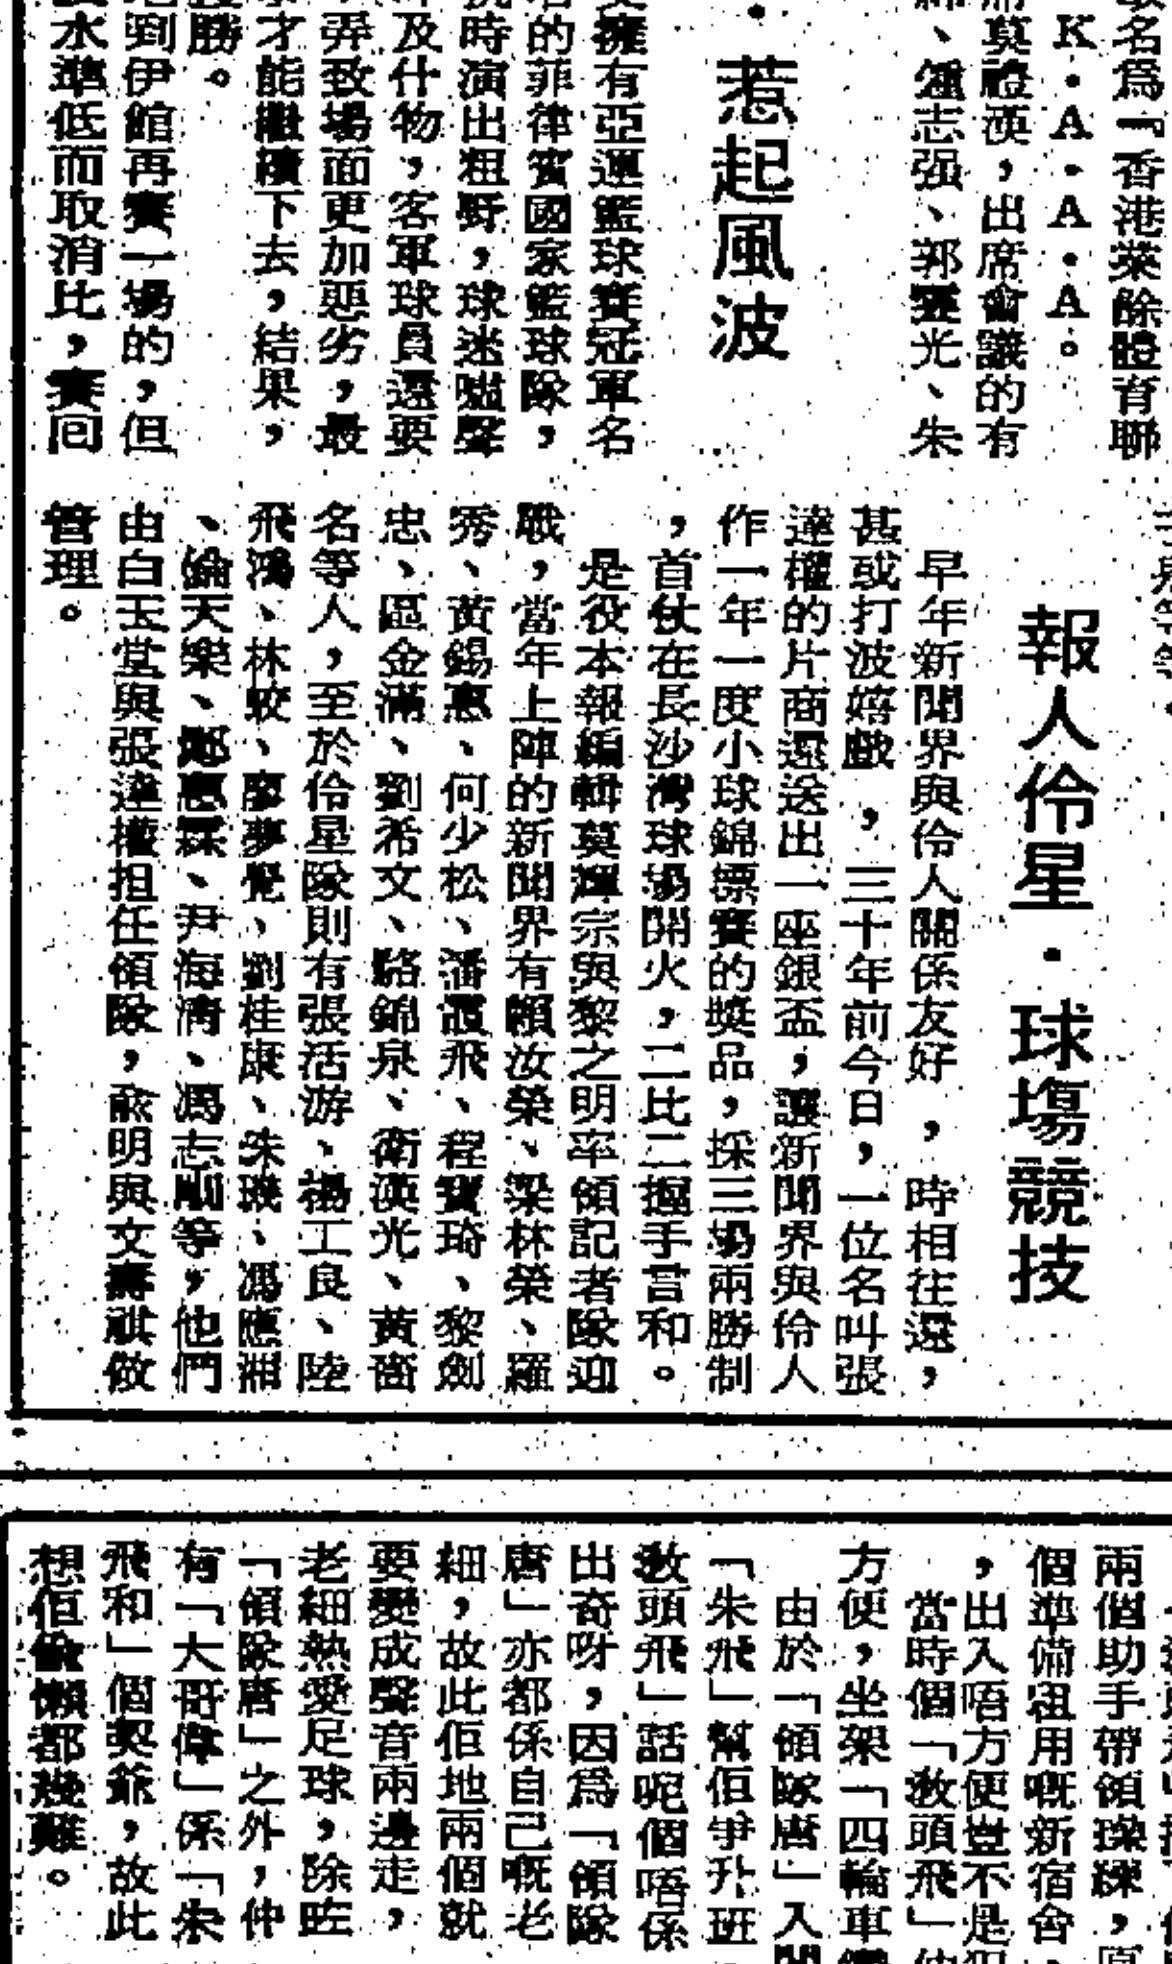 敬名爲『香港業餘體育聯
K．A．A．A。
席莫禮漢，出席會議的有
、鍾志强、郭 光、朱
．惹起風波
擁有亞運籃球賽冠軍名
的菲律賓國家籃球隊，
時演出粗野，球迷噓聲
及什物，客軍球員還要
弄致場面更加惡劣，最
才能繼續下去，結果，
勝。
到伊館再賽一場的，但
水準低而取消比，賽囘
報人伶星．球塲競技
早年新聞界與伶人關係友好，時相往還，
甚或打波嬉戲，三十年前今日，一位名叫張
達權的片商還送出一座銀盃，讓新聞界與伶人
作一年一度小球錦標賽的獎品，採三場兩勝制
，首仗在長沙灣球場開火，二比二握手言和。
是役本報編輯莫輝宗與黎之明率領記者隊迎
戰，當年上陣的新聞界有賴汝榮、梁林榮、羅
秀、黃錫惠、何少松、潘 飛、程寶琦、黎劍
忠、區金滿、劉希文、駱錦泉、衛漢光、黃
名等人，至於伶星隊則有張活游、楊工良、陸
飛鴻、林蛟、廖夢覺、劉桂康、朱璣、馮應湘
、 天樂、鄭惠 、尹海清、馮志剛等，他們
由白玉堂與張達權担任領隊，兪明與文壽祺做
管理。
兩個助手帶領操練，
個準備租用嘅新宿舍，
，出入唔方便豈不是
當時個「教頭飛」
方便，坐架「四輪車
由於「領隊唐」入
「朱飛」幫佢爭升班
教頭飛」話呢個唔係
出奇呀，因爲「領隊
唐」亦都係自己嘅老
細，故此佢地兩個就
要變成聲音兩邊走，
老細熱愛足球，除咗
「領隊唐」之外，仲
有「大哥偉」係「朱
飛和」個契爺，故此
想佢偸懶都幾難。